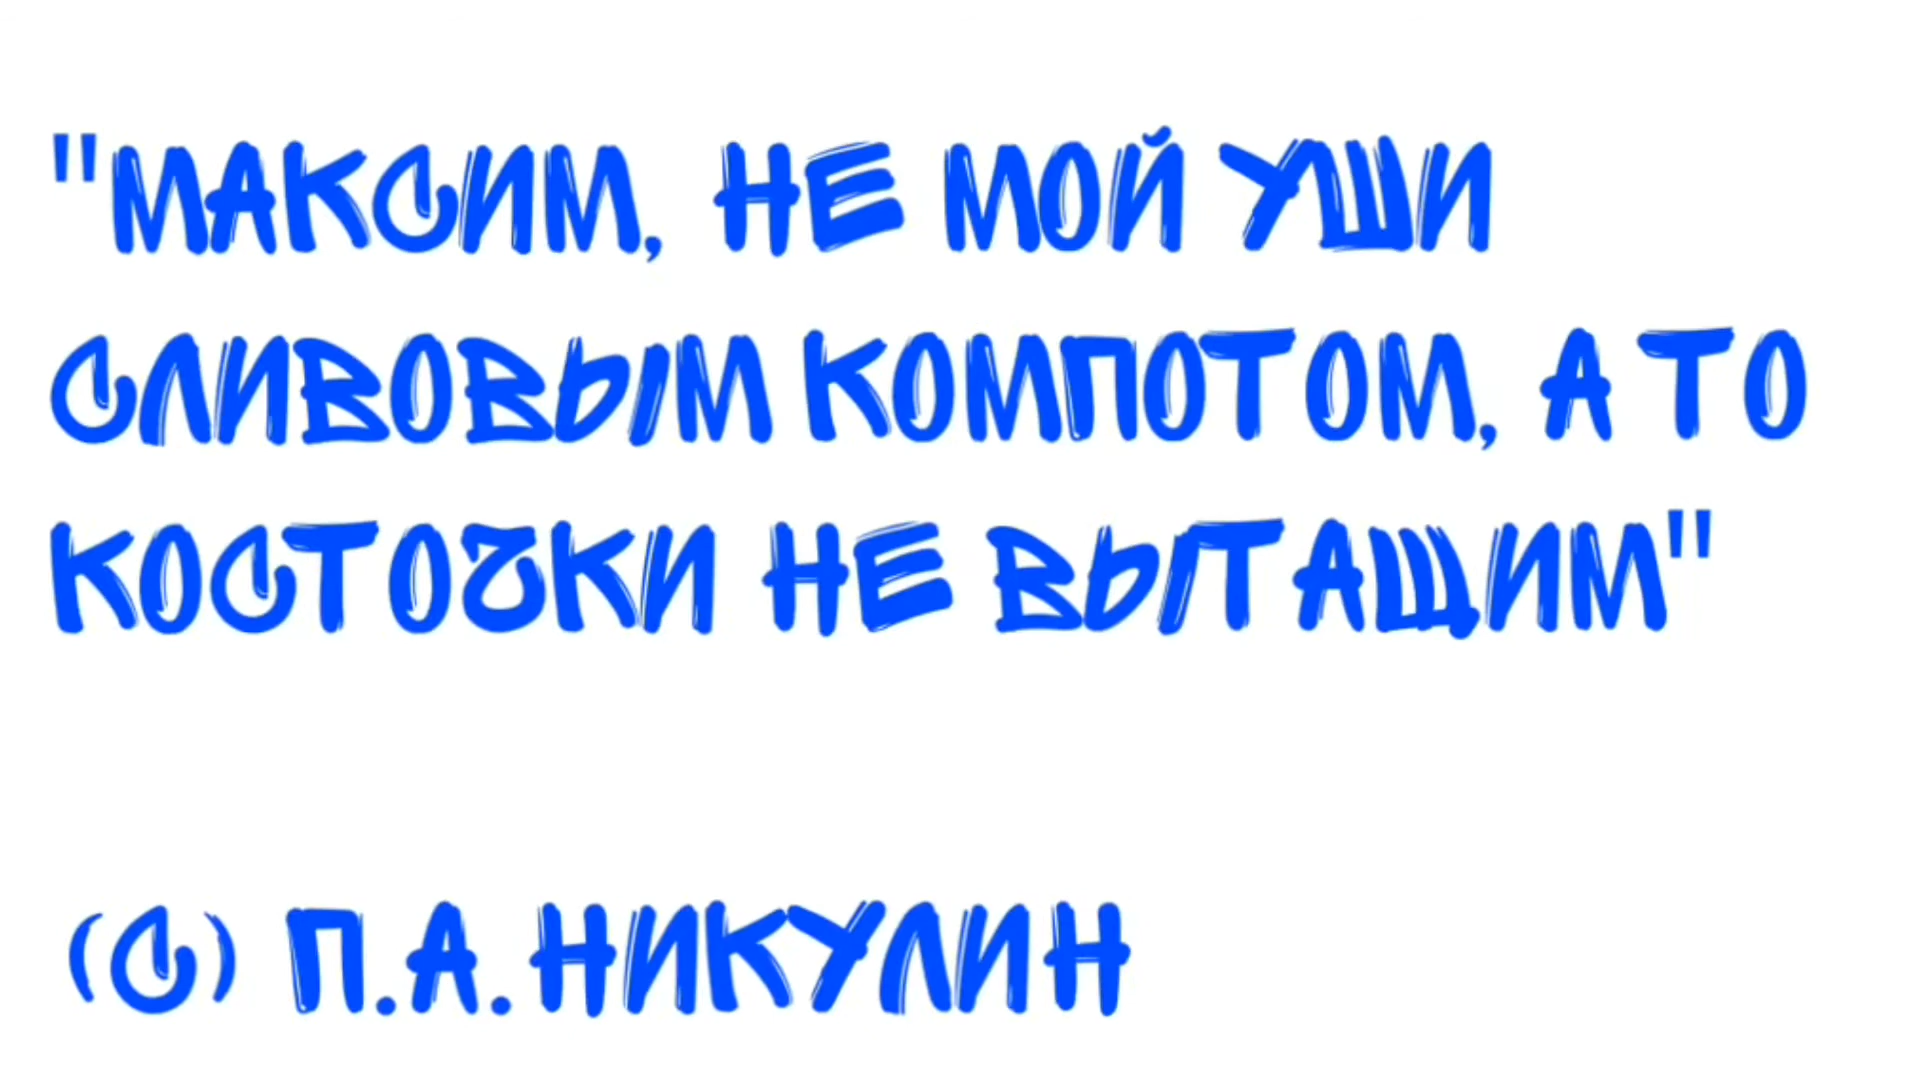 "МАКСИМ, НЕ МОЙ УШИ
СЛИВОВЫМ КОМПОТОМ, А ТО
КОСТОЧКИ НЕ ВЫТАЩИМ"
(С) П.А.НИКУЛИН